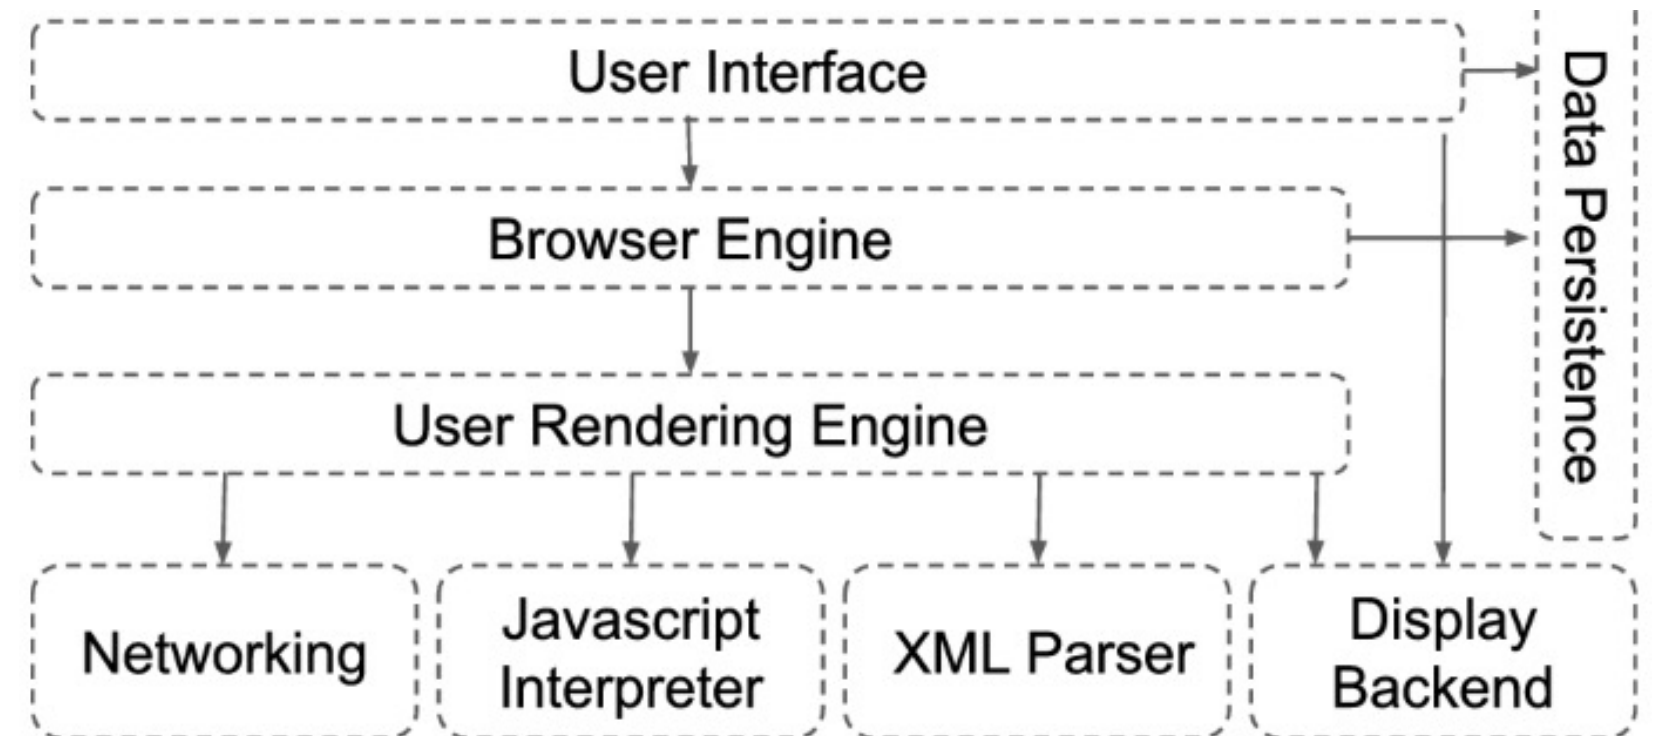 User Interface
Data Persistence
Browser Engine
User Rendering Engine
Networking
Javascript
Interpreter
XML Parser
Display
Backend